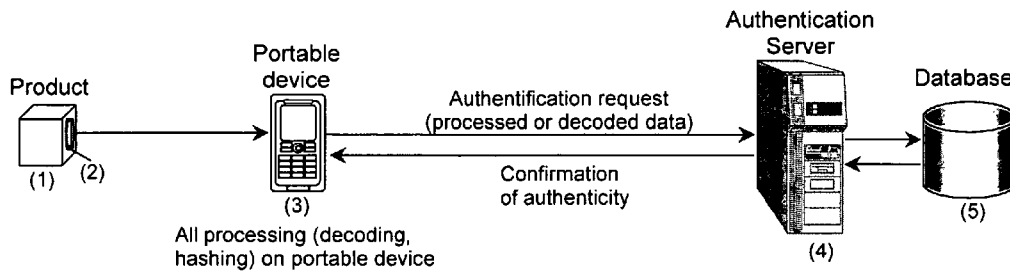 Product
(1)
(2)
Portable
device
(3)
All processing (decoding,
hashing) on portable device
Authentification request
(processed or decoded data)
Confirmation
of authenticity
Authentication
Server
(4)
Database
(5)